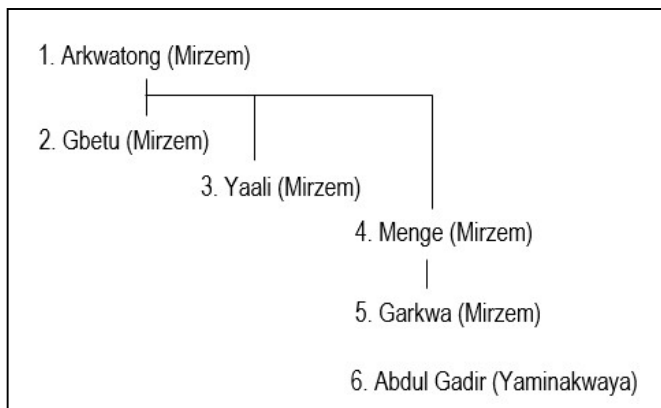 1. Arkwatong (Mirzem)
2. Gbetu (Mirzem)
3. Yaali (Mirzem)
4. Menge (Mirzem)
5. Garkwa (Mirzem)
6. Abdul Gadir (Yaminakwaya)